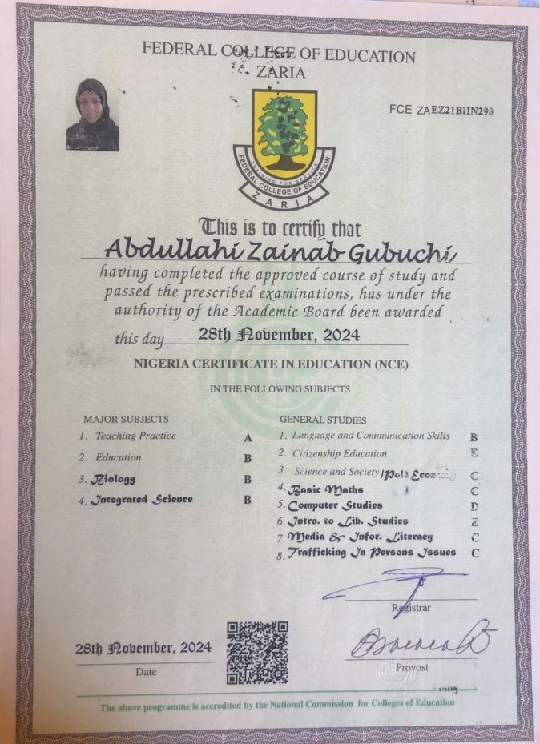 FEDERAL COLLEGE OF EDUCATION
ZARIA
FCE ZAEZ21BIIN293
FEDERAL COLLEGE OF EDUCATION
ZARIA
This is to certify that
Abdullahi Zainab Gubuchi
having completed the approved course of study and
passed the prescribed examinations, has under the
authority of the Academic Board been awarded
this day 28th November, 2024
NIGERIA CERTIFICATE IN EDUCATION (NCE)
IN THE FOLLOWING SUBJECTS
MAJOR SUBJECTS
1. Teaching Practice A
2. Education B
3. Biology B
4. Integrated Science B
GENERAL STUDIES
1. Language and Communication Skills B
2. Citizenship Education E
3. Science and Society C
4. Basic Maths C
5. Computer Studies D
6. Intro. to Lib. Studies E
7. Media & Infor. Literacy C
8. Trafficking In Persons Issues C
Registrar
28th November, 2024
Date
Provost
The above programme is accredited by the National Commission for Colleges of Education